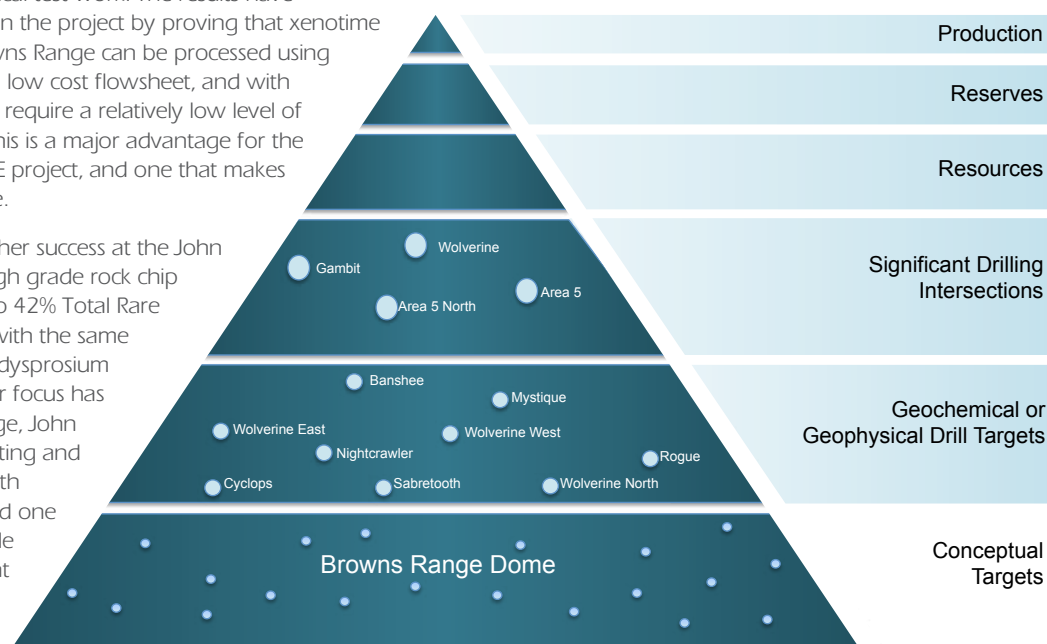 n the project by proving that xenotime
wns Range can be processed using
low cost flowsheet, and with
require a relatively low level of
his is a major advantage for the
E project, and one that makes
e.
her success at the John
gh grade rock chip
o 42% Total Rare
with the same
dysprosium
r focus has
ge, John
ting and
th
d one
le
at
Production
Reserves
Resources
Significant Drilling
Intersections
Wolverine
Gambit
Area 5
Area 5 North
Geochemical or
Geophysical Drill Targets
Banshee
Mystique
Wolverine East
Wolverine West
Nightcrawler
Rogue
Cyclops
Sabretooth
Wolverine North
Conceptual
Targets
Browns Range Dome